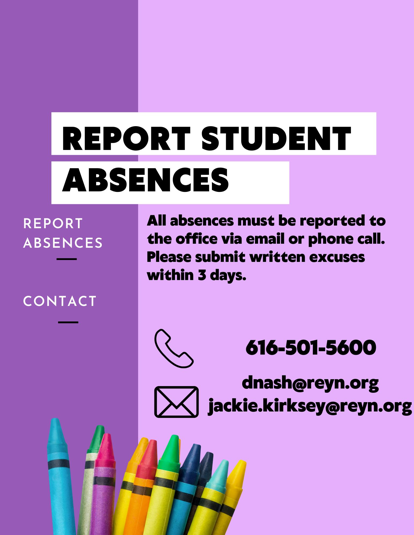 REPORT STUDENT
ABSENCES
REPORT
ABSENCES
CONTACT
All absences must be reported to
the office via email or phone call.
Please submit written excuses
within 3 days.
616-501-5600
dnash@reyn.org
jackie.kirksey@reyn.org